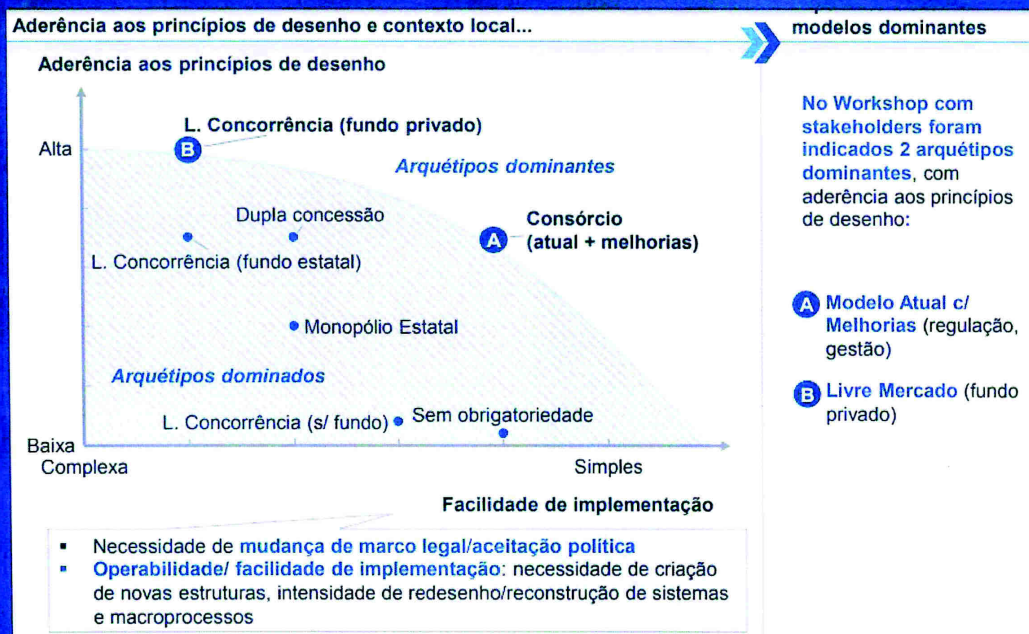 Aderência aos princípios de desenho e contexto local...
Aderência aos princípios de desenho
Alta
B
L. Concorrência (fundo privado)
Arquétipos dominantes
Dupla concessão
L. Concorrência (fundo estatal)
A
Consórcio
(atual + melhorias)
Monopólio Estatal
Arquétipos dominados
L. Concorrência (s/ fundo)
Sem obrigatoriedade
Baixa
Complexa
Simples
Facilidade de implementação
▪ Necessidade de mudança de marco legal/aceitação política
▪ Operabilidade/ facilidade de implementação: necessidade de criação
de novas estruturas, intensidade de redesenho/reconstrução de sistemas
e macroprocessos
modelos dominantes
No Workshop com
stakeholders foram
indicados 2 arquétipos
dominantes, com
aderência aos princípios
de desenho:
A Modelo Atual c/
Melhorias (regulação,
gestão)
B Livre Mercado (fundo
privado)